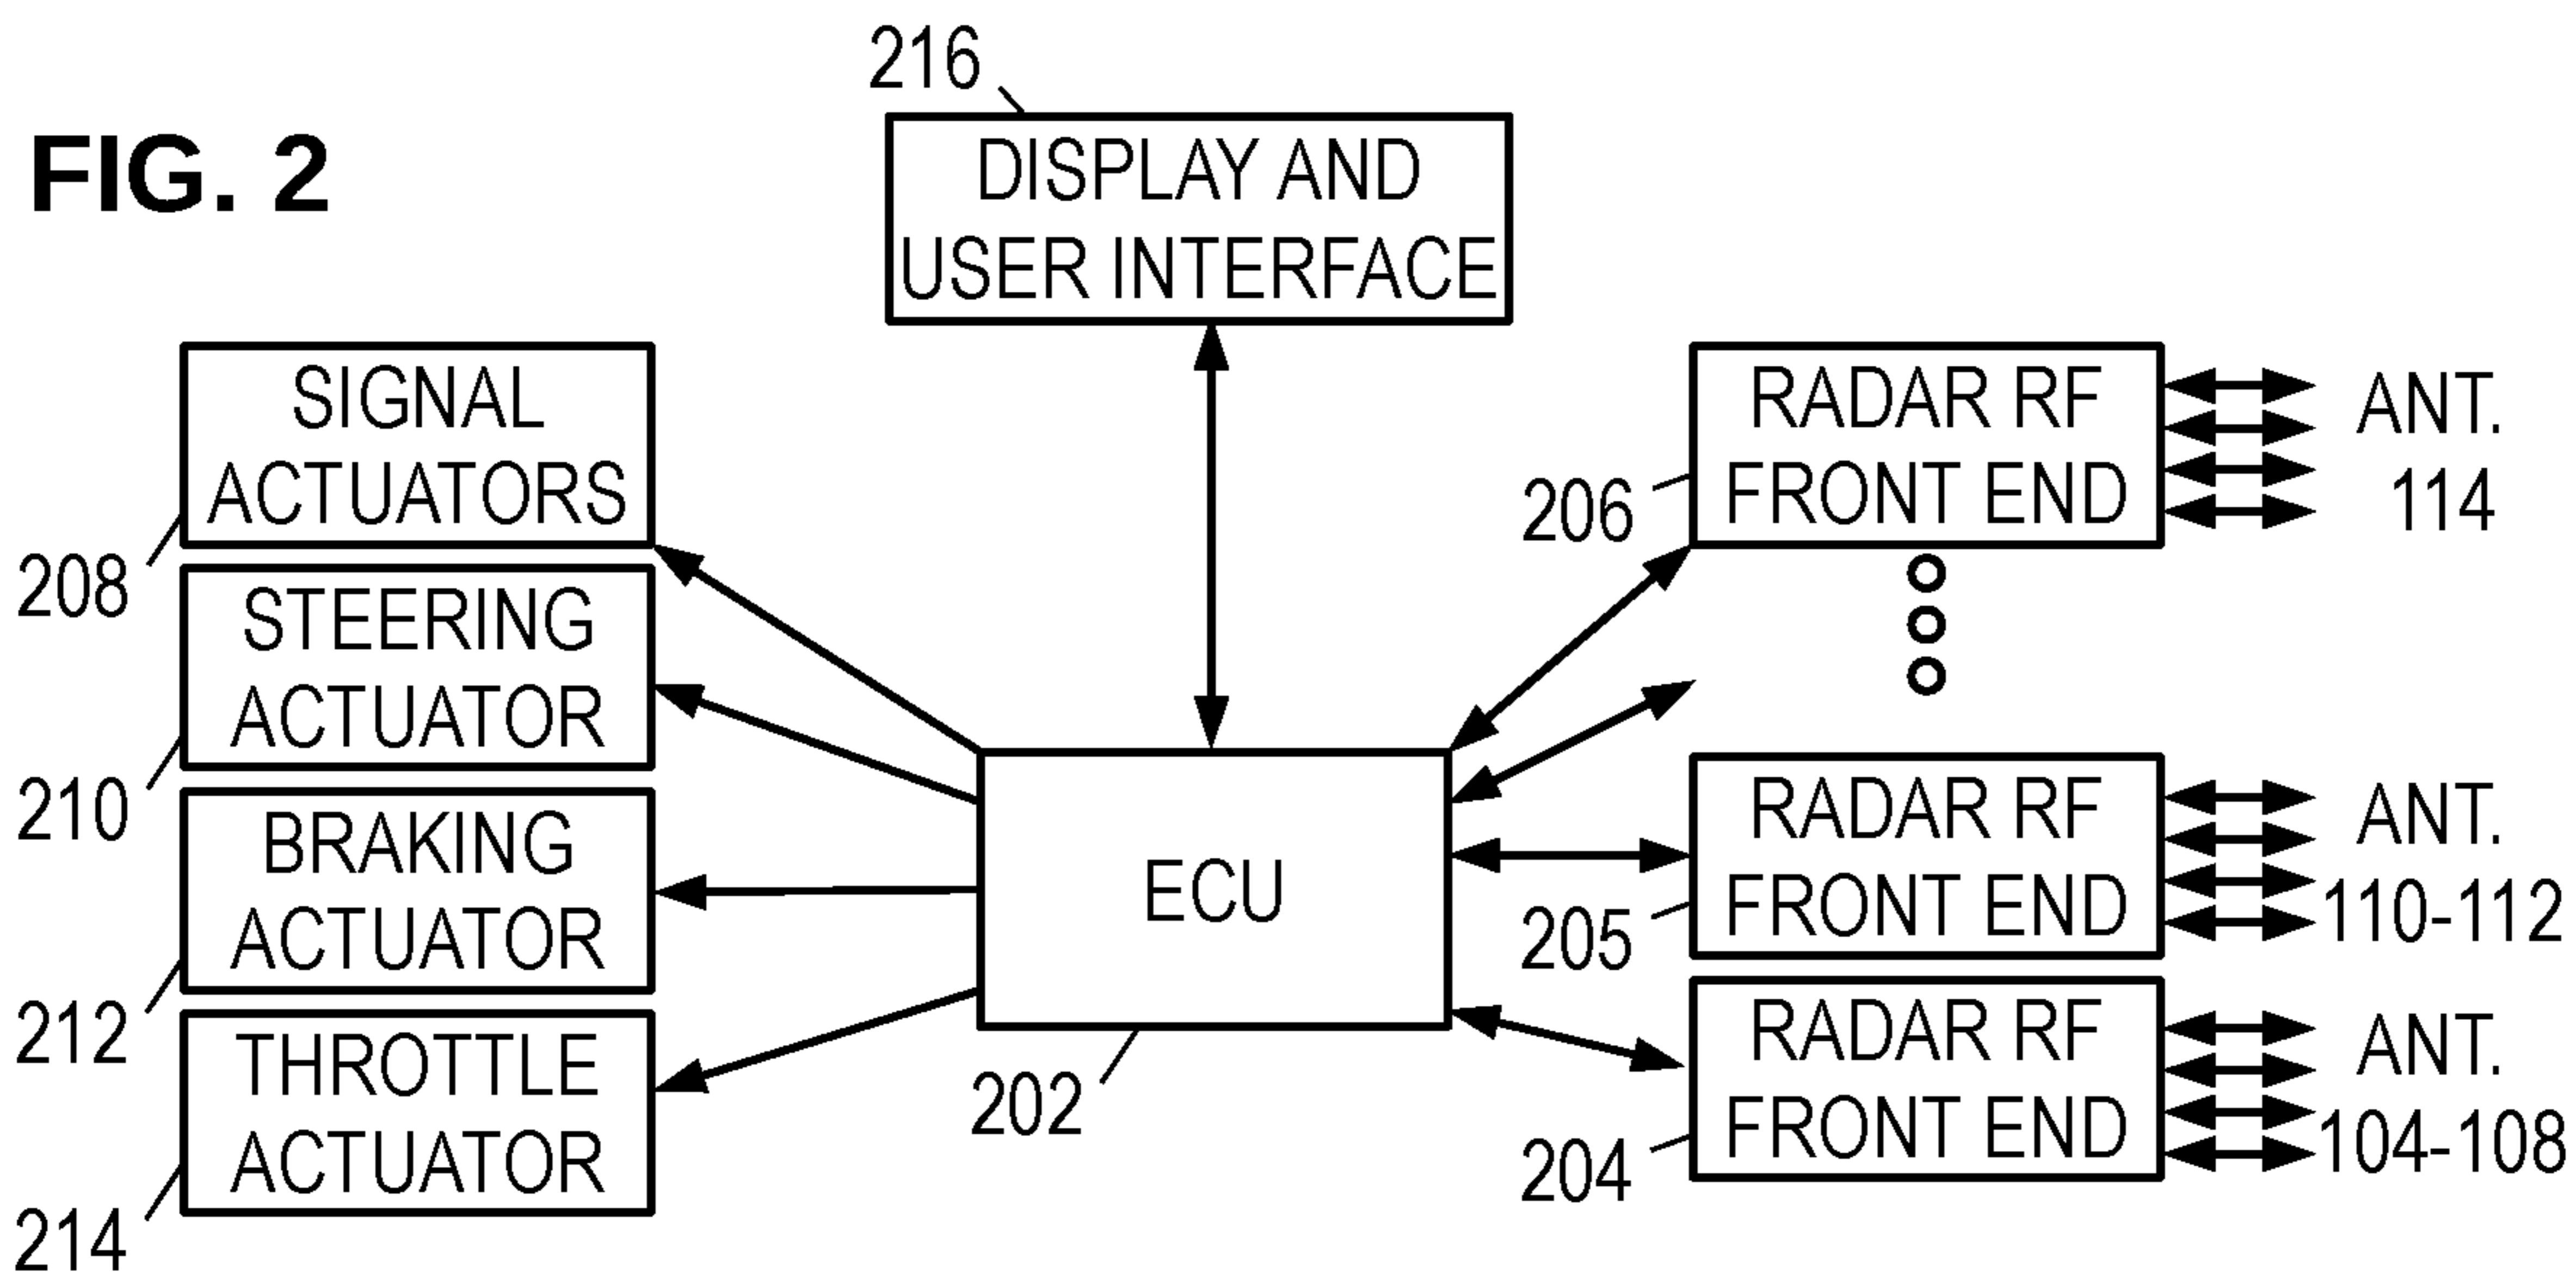 216
FIG. 2
DISPLAY AND
USER INTERFACE
SIGNAL
ACTUATORS
208
STEERING
ACTUATOR
210
BRAKING
ACTUATOR
212
THROTTLE
ACTUATOR
214
ECU
202
RADAR RF
FRONT END
206
ANT.
114
RADAR RF
FRONT END
205
ANT.
110-112
RADAR RF
FRONT END
204
ANT.
104-108